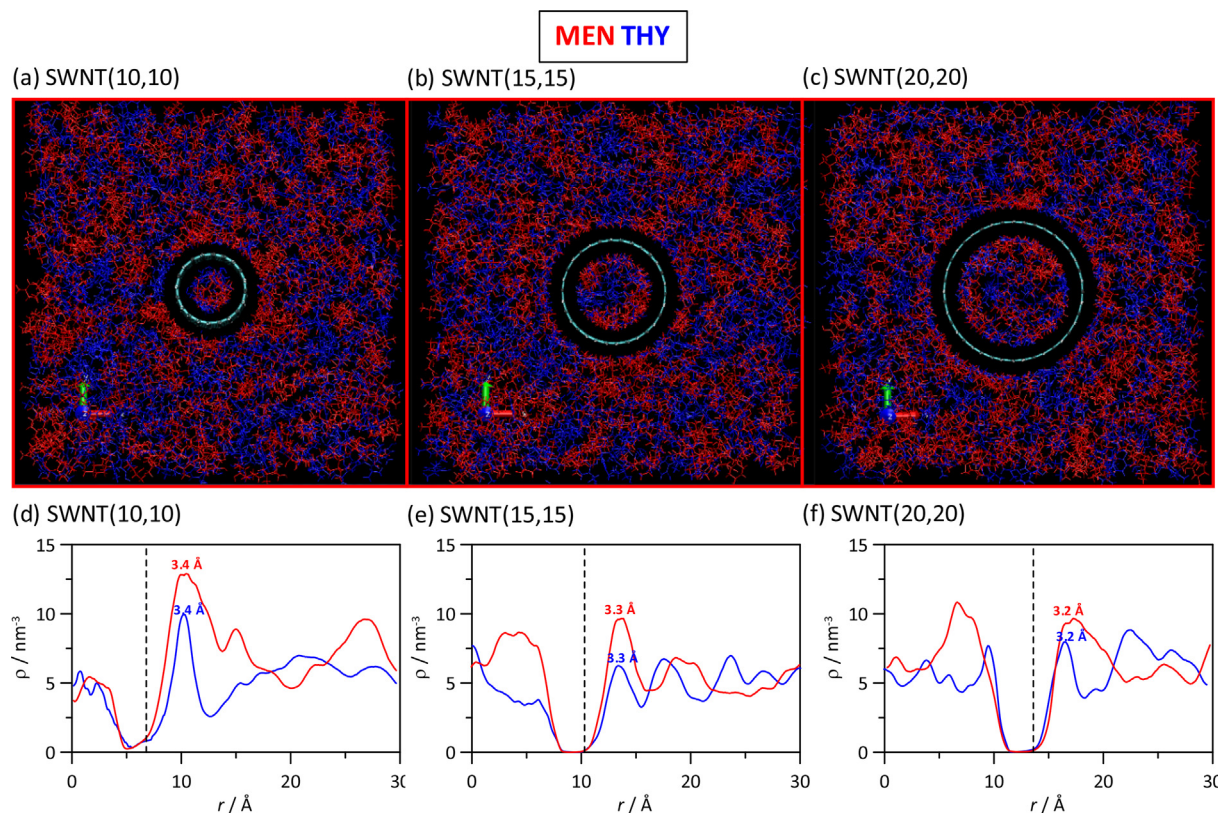 MEN THY
(a) SWNT(10,10)
(b) SWNT(15,15)
(c) SWNT(20,20)
(d) SWNT(10,10)
(e) SWNT(15,15)
(f) SWNT(20,20)
15
10
5
0
ρ / nm⁻³
3.4 Å
3.4 Å
0
10
20
30
r / Å
15
10
5
0
ρ / nm⁻³
3.3 Å
3.3 Å
0
10
20
30
r / Å
15
10
5
0
ρ / nm⁻³
3.2 Å
3.2 Å
0
10
20
30
r / Å